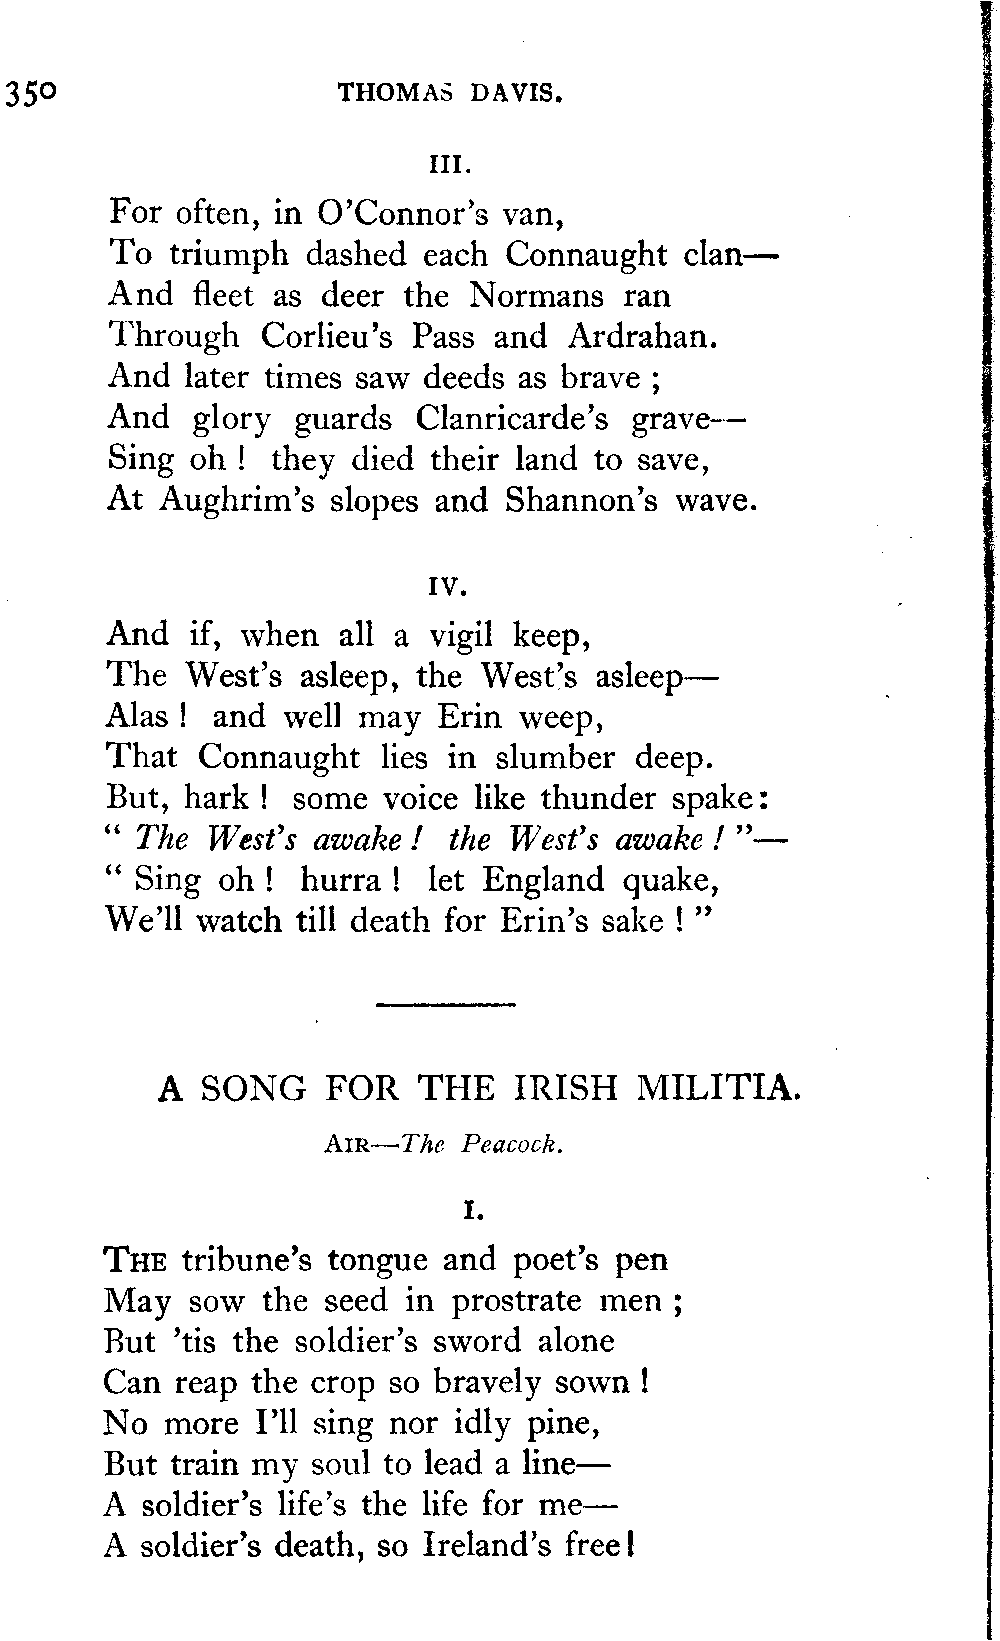 350 THOMAS DAVIS.
III.
For often, in O'Connor's van,
To triumph dashed each Connaught clan—
And fleet as deer the Normans ran
Through Corlieu's Pass and Ardrahan.
And later times saw deeds as brave ;
And glory guards Clanricarde's grave—
Sing oh ! they died their land to save,
At Aughrim's slopes and Shannon's wave.
IV.
And if, when all a vigil keep,
The West's asleep, the West's asleep—
Alas ! and well may Erin weep,
That Connaught lies in slumber deep.
But, hark ! some voice like thunder spake:
“ The West's awake ! the West's awake ! ”—
“ Sing oh ! hurra ! let England quake,
We'll watch till death for Erin's sake ! ”
A SONG FOR THE IRISH MILITIA.
AIR—The Peacock.
I.
THE tribune's tongue and poet's pen
May sow the seed in prostrate men ;
But 'tis the soldier's sword alone
Can reap the crop so bravely sown !
No more I'll sing nor idly pine,
But train my soul to lead a line—
A soldier's life's the life for me—
A soldier's death, so Ireland's free !